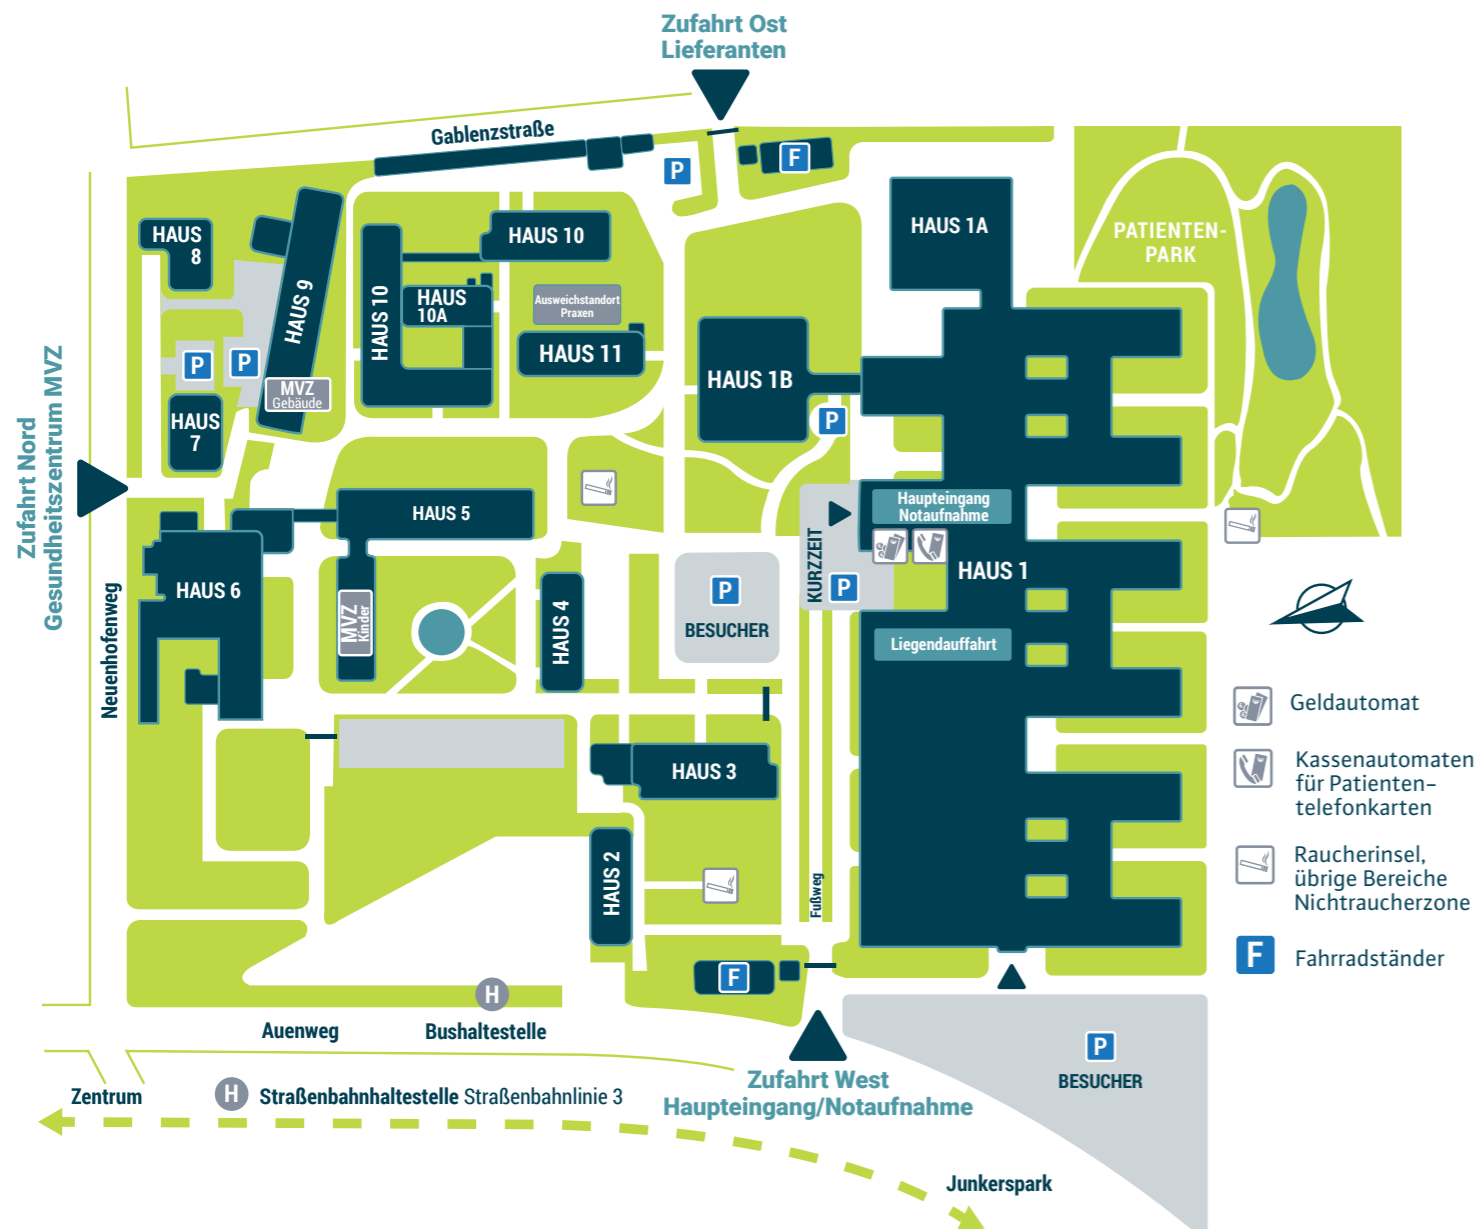 Zufahrt Ost
Lieferanten
Gablenzstraße
P
F
HAUS
8
HAUS 9
HAUS 10
HAUS 10
HAUS
10A
Ausweichstandort
Praxen
HAUS 11
HAUS 1A
PATIENTEN-
PARK
HAUS 1B
P
P
P
MVZ
Gebäude
HAUS
7
Zufahrt Nord
Gesundheitszentrum MVZ
Neuenhofenweg
HAUS 5
HAUS 6
MVZ
Kinder
HAUS 4
P
BESUCHER
KURZZEIT
P
Haupteingang
Notaufnahme
HAUS 1
Liegendauffahrt
HAUS 3
HAUS 2
Fußweg
F
Geldautomat
Kassenautomaten
für Patienten-
telefonkarten
Raucherinsel,
übrige Bereiche
Nichtraucherzone
F
Fahrradständer
H
Auenweg
Bushaltestelle
Zufahrt West
Haupteingang/Notaufnahme
P
BESUCHER
Zentrum
H
Straßenbahnhaltestelle Straßenbahnlinie 3
Junkerspark